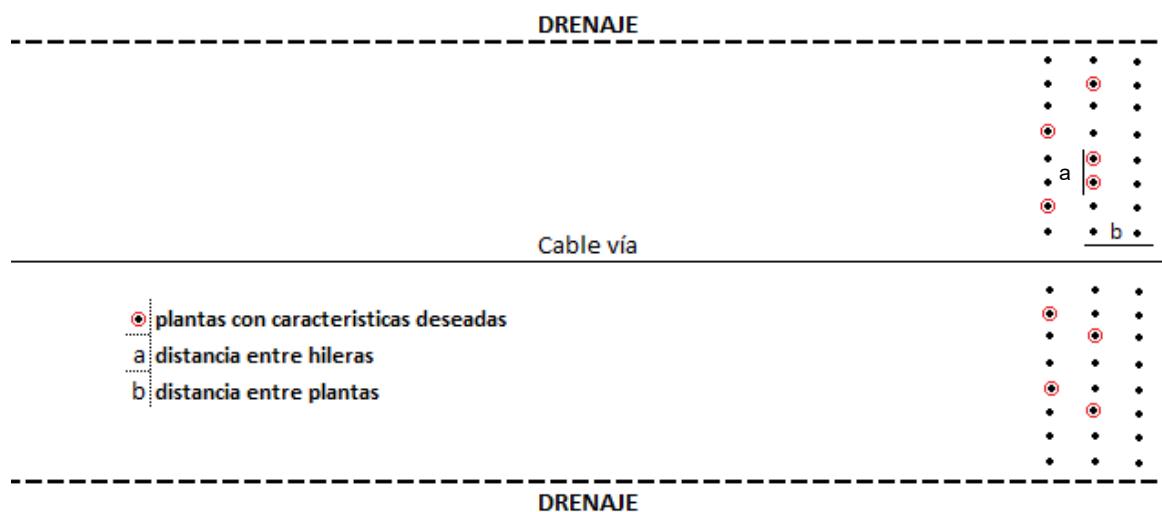 DRENAJE
a
b
Cable vía
plantas con caracteristicas deseadas
a distancia entre hileras
b distancia entre plantas
DRENAJE